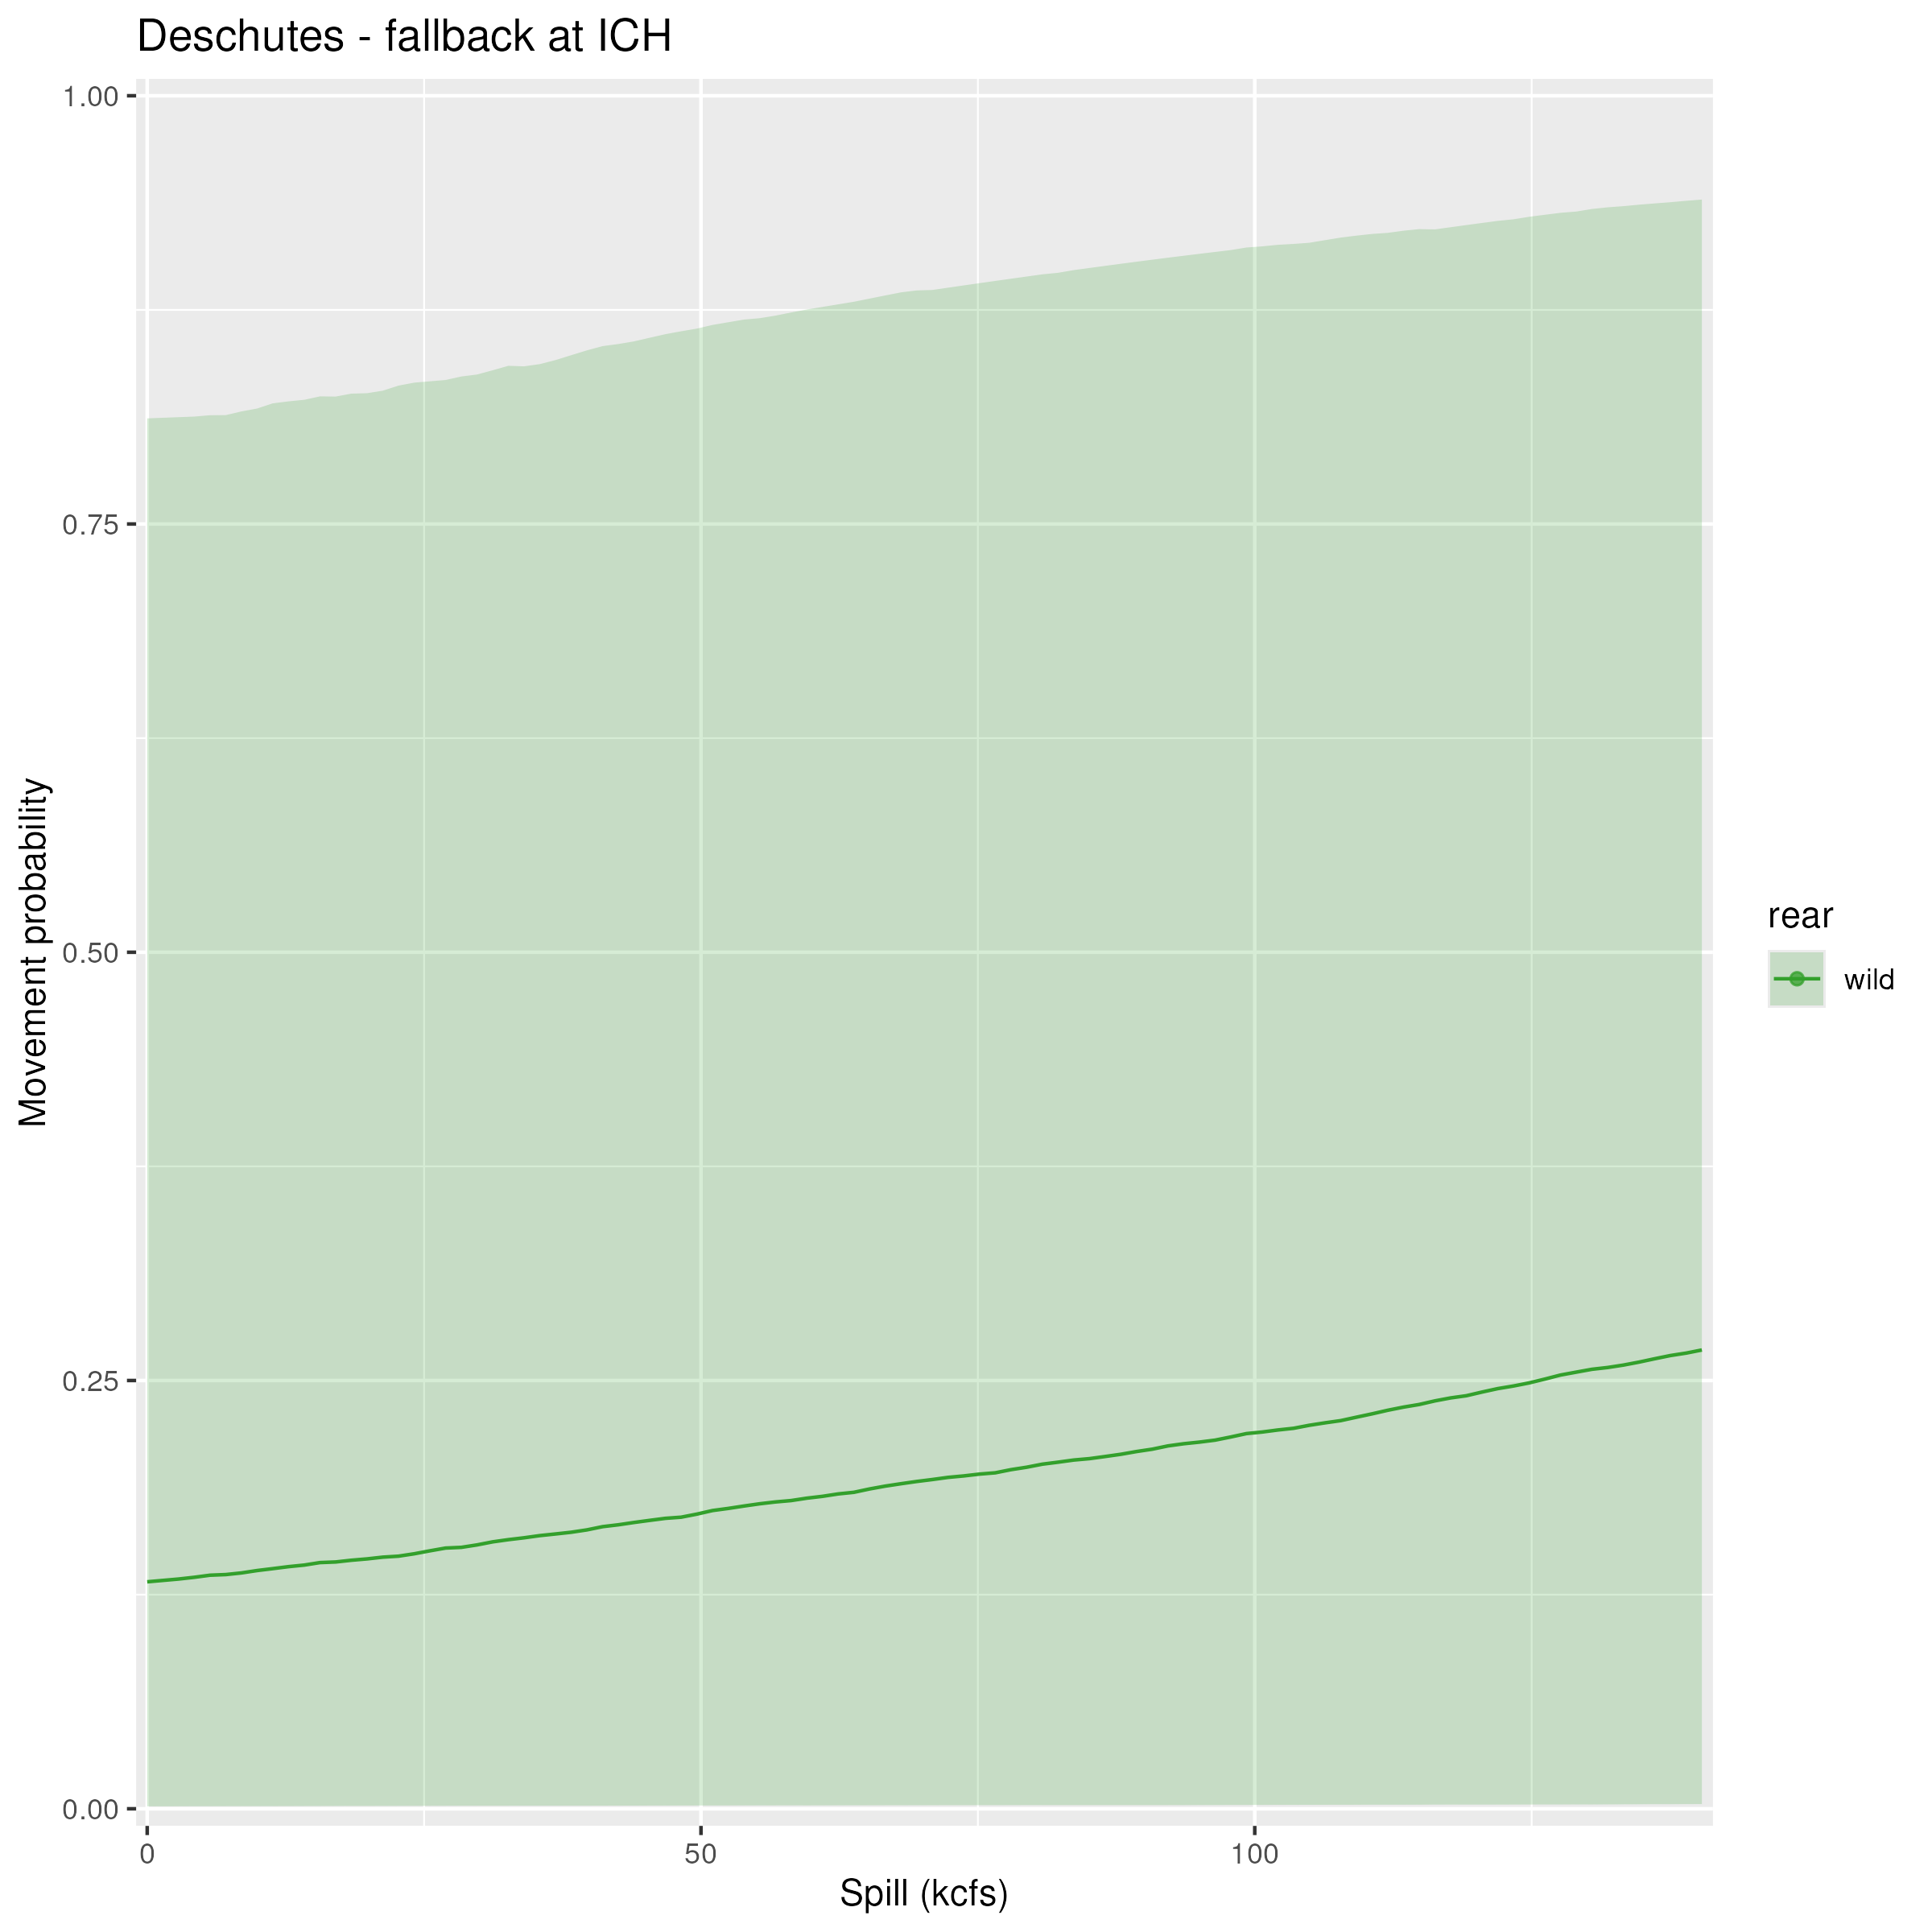 Deschutes - fallback at ICH
1.00
0.75
0.50
0.25
0.00
Movement probability
0
50
100
Spill (kcfs)
rear
wild